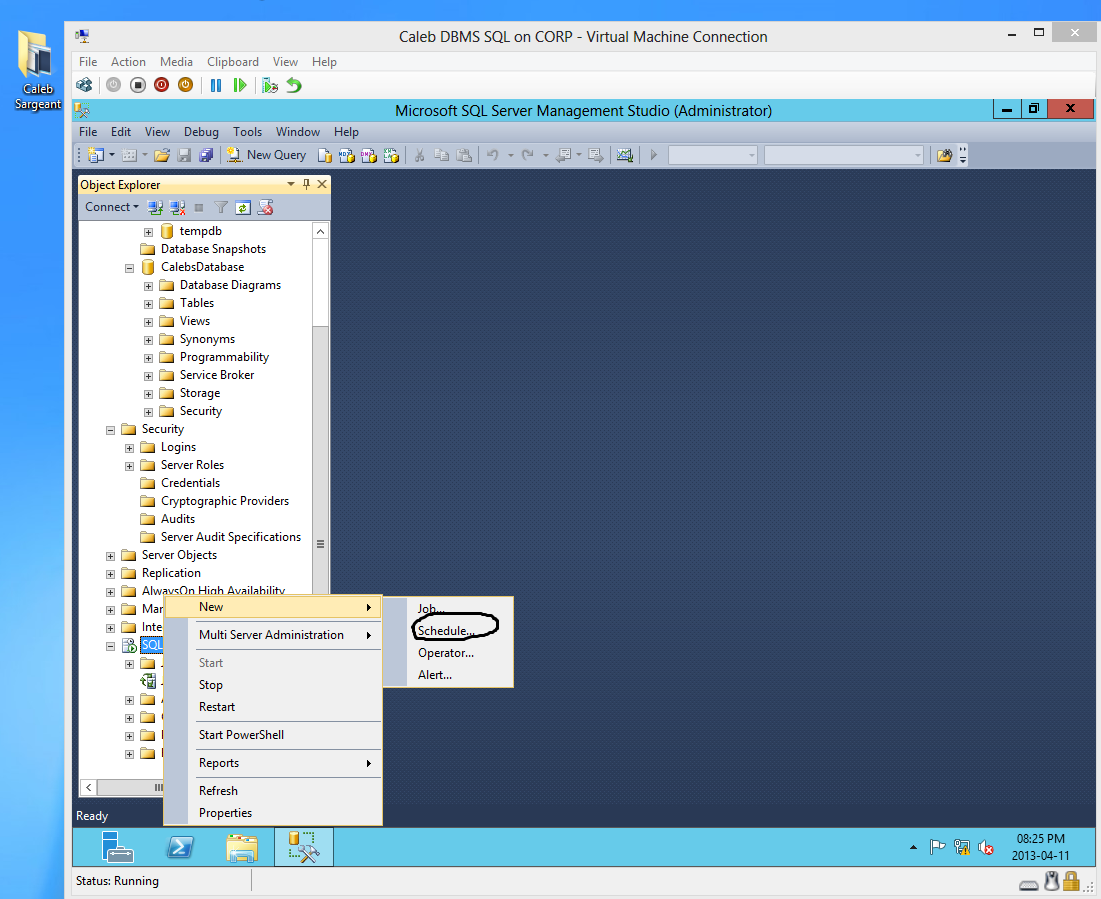 Caleb DBMS SQL on CORP - Virtual Machine Connection
Caleb
Sargeant
File Action Media Clipboard View Help
Microsoft SQL Server Management Studio (Administrator)
File Edit View Debug Tools Window Help
New Query
Object Explorer
Connect
tempdb
Database Snapshots
CalebsDatabase
Database Diagrams
Tables
Views
Synonyms
Programmability
Service Broker
Storage
Security
Security
Logins
Server Roles
Credentials
Cryptographic Providers
Audits
Server Audit Specifications
Server Objects
Replication
AlwaysOn High Availability
SQL
New
Multi Server Administration
Start
Stop
Restart
Start PowerShell
Reports
Refresh
Properties
Job...
Schedule...
Operator...
Alert...
Ready
08:25 PM
2013-04-11
Status: Running